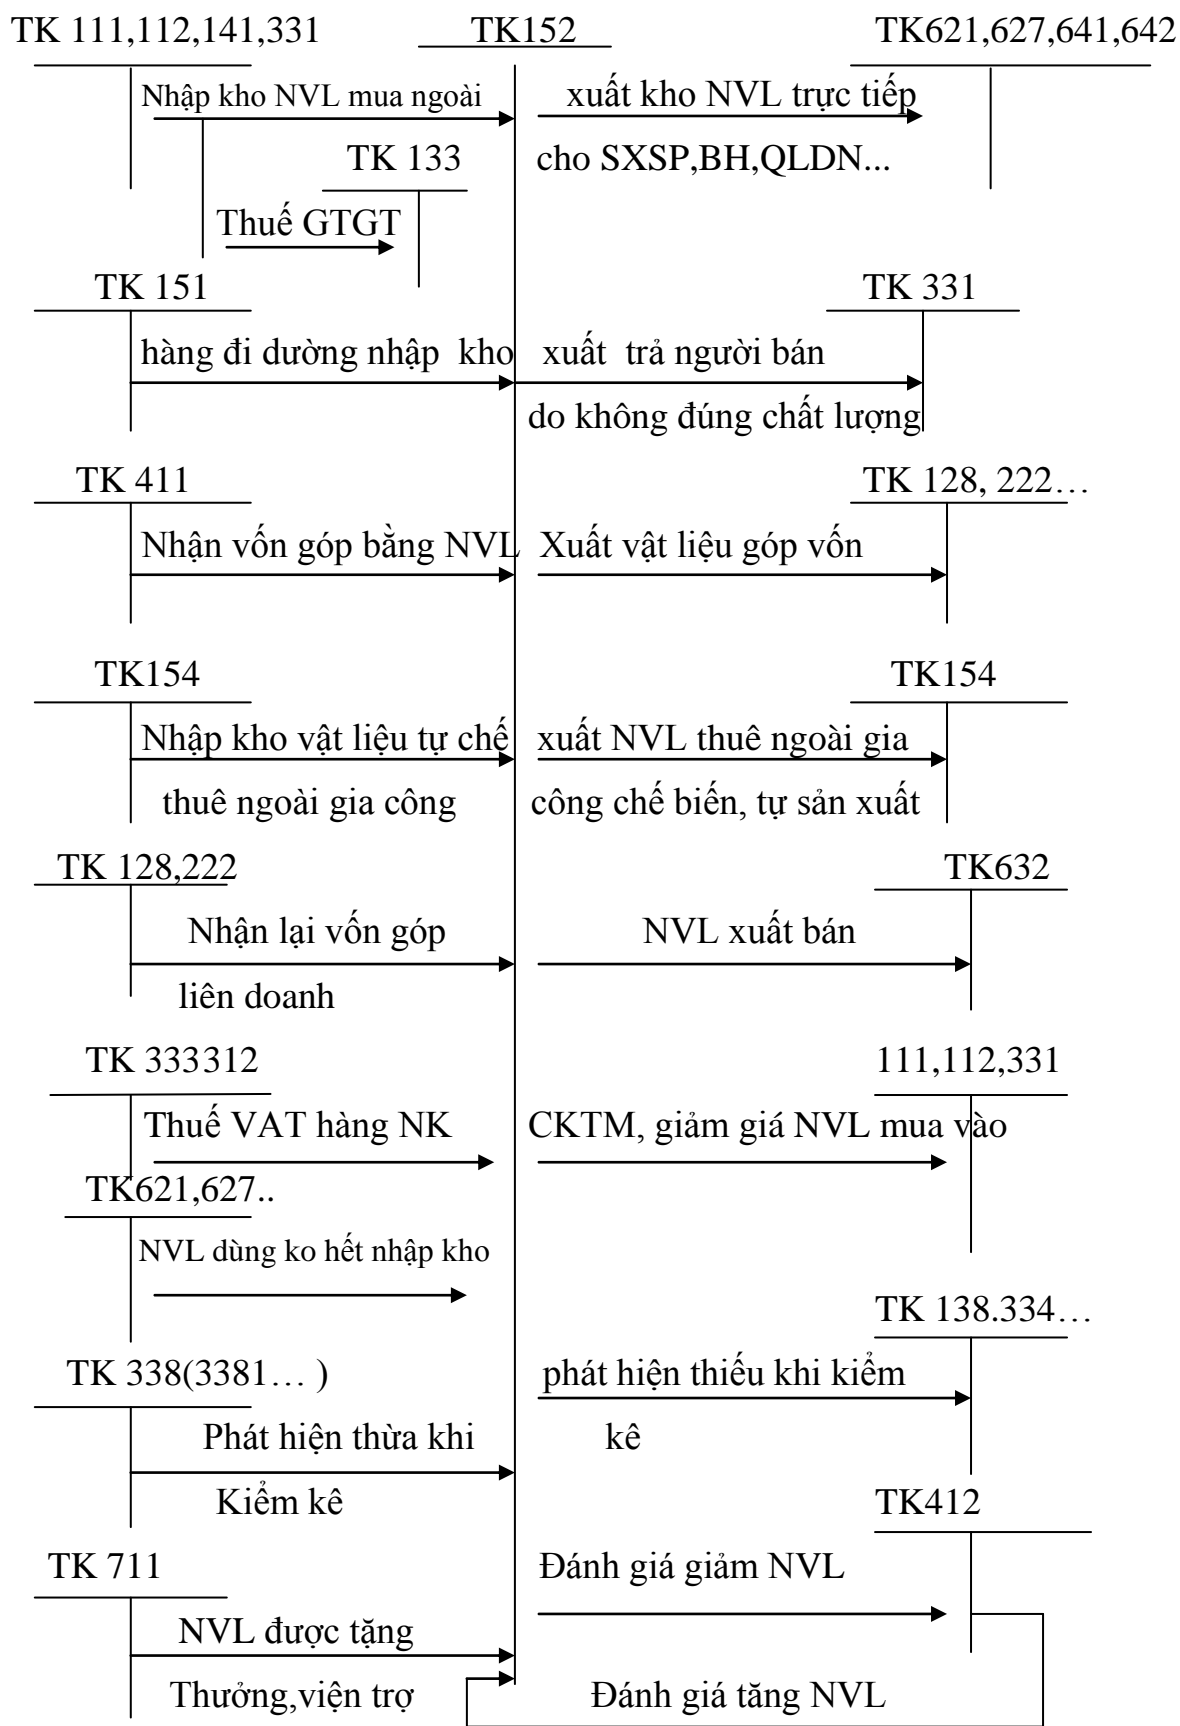 TK 111,112,141,331
TK152
TK621,627,641,642
Nhập kho NVL mua ngoài
xuất kho NVL trực tiếp
TK 133
cho SXSP,BH,QLDN...
Thuế GTGT
TK 151
TK 331
hàng đi dường nhập kho
xuất trả người bán
do không đúng chất lượng
TK 411
TK 128, 222…
Nhận vốn góp bằng NVL
Xuất vật liệu góp vốn
TK154
TK154
Nhập kho vật liệu tự chế
xuất NVL thuê ngoài gia
thuê ngoài gia công
công chế biến, tự sản xuất
TK 128,222
TK632
Nhận lại vốn góp
NVL xuất bán
liên doanh
TK 333312
111,112,331
Thuế VAT hàng NK
CKTM, giảm giá NVL mua vào
TK621,627..
NVL dùng ko hết nhập kho
TK 138.334…
TK 338(3381… )
phát hiện thiếu khi kiểm
Phát hiện thừa khi
kê
Kiểm kê
TK412
TK 711
Đánh giá giảm NVL
NVL được tặng
Thưởng,viện trợ
Đánh giá tăng NVL